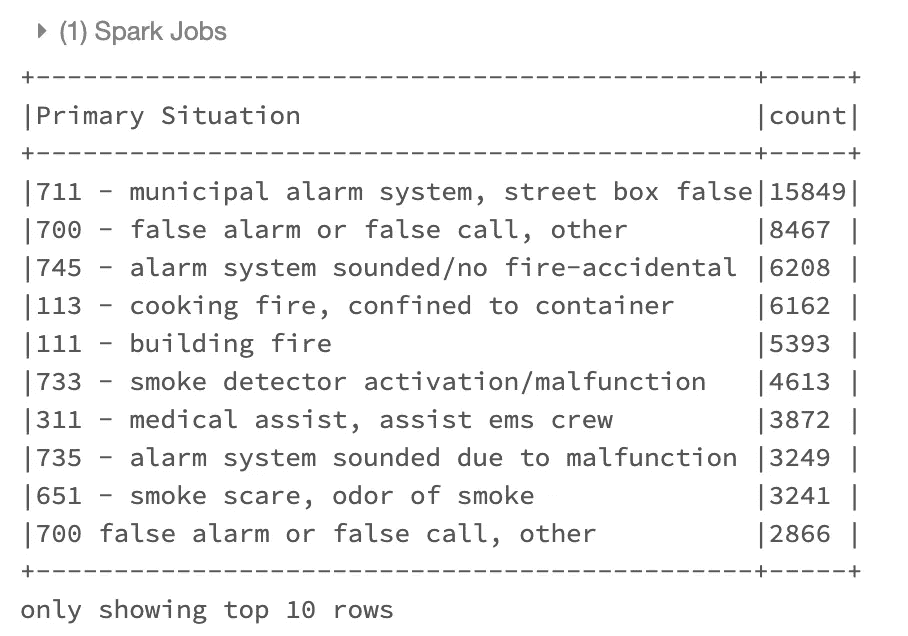 (1) Spark Jobs
+----------------------------------------------+-----+
|Primary Situation                             |count|
+----------------------------------------------+-----+
|711 - municipal alarm system, street box false|15849|
|700 - false alarm or false call, other        |8467 |
|745 - alarm system sounded/no fire-accidental |6208 |
|113 - cooking fire, confined to container     |6162 |
|111 - building fire                           |5393 |
|733 - smoke detector activation/malfunction   |4613 |
|311 - medical assist, assist ems crew         |3872 |
|735 - alarm system sounded due to malfunction |3249 |
|651 - smoke scare, odor of smoke              |3241 |
|700 false alarm or false call, other          |2866 |
+----------------------------------------------+-----+
only showing top 10 rows